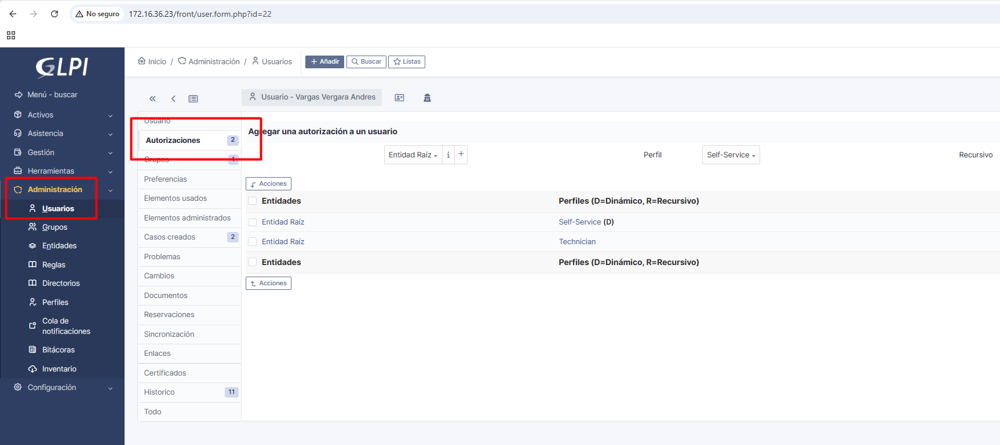 No seguro
172.16.36.23/front/user.form.php?id=22
GLPI
Menú - buscar
Activos
Asistencia
Gestión
Herramientas
Administración
Usuarios
Grupos
Entidades
Reglas
Directorios
Perfiles
Cola de
notificaciones
Bitácoras
Inventario
Configuración
Inicio / Administración / Usuarios
Añadir
Buscar
Listas
Usuario - Vargas Vergara Andres
Usuario
Autorizaciones 2
Grupos 1
Preferencias
Elementos usados
Elementos administrados
Casos creados 2
Problemas
Cambios
Documentos
Reservaciones
Sincronización
Enlaces
Certificados
Historico 11
Todo
Agregar una autorización a un usuario
Entidad Raíz i + Perfil Self-Service Recursivo
Acciones
Entidades Perfiles (D=Dinámico, R=Recursivo)
Entidad Raíz Self-Service (D)
Entidad Raíz Technician
Entidades Perfiles (D=Dinámico, R=Recursivo)
Acciones